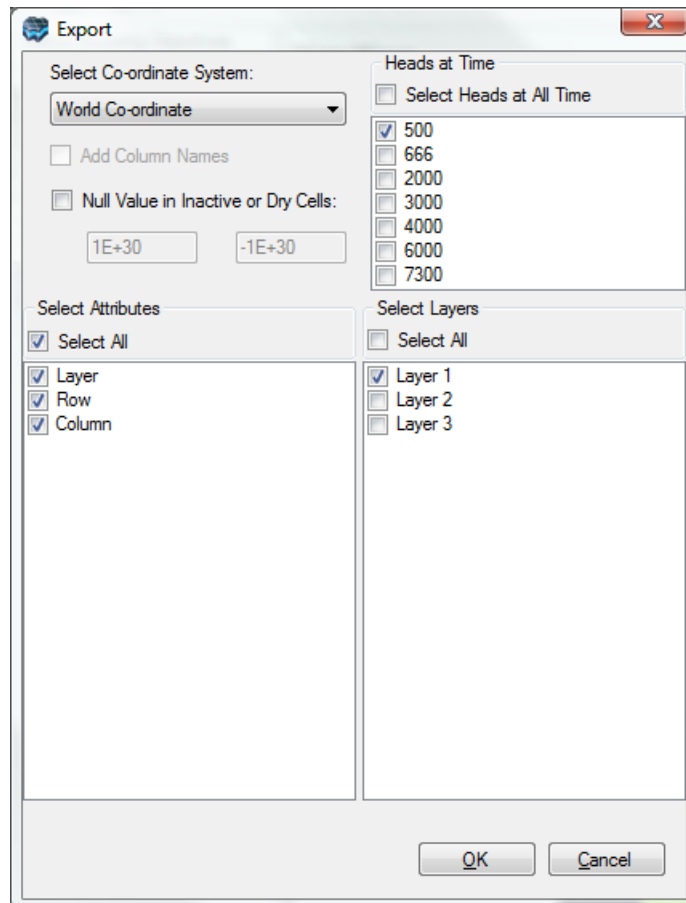 Export
Select Co-ordinate System:
World Co-ordinate
Add Column Names
Null Value in Inactive or Dry Cells:
1E+30
-1E+30
Heads at Time
Select Heads at All Time
500
666
2000
3000
4000
6000
7300
Select Attributes
Select All
Layer
Row
Column
Select Layers
Select All
Layer 1
Layer 2
Layer 3
OK
Cancel